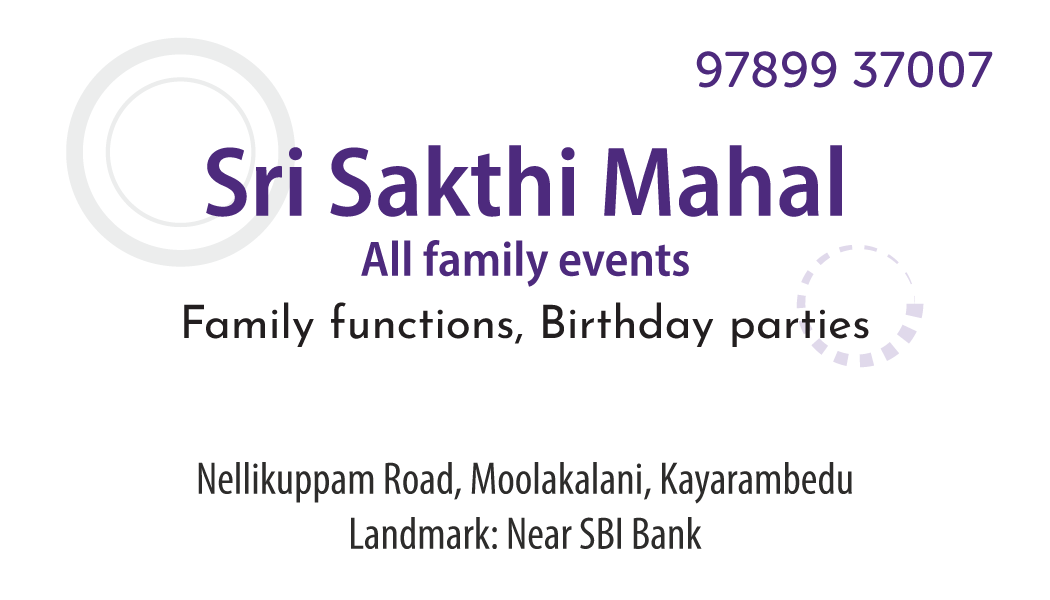 97899 37007
Sri Sakthi Mahal
All family events
Family functions, Birthday parties
Nellikuppam Road, Moolakalani, Kayarambedu
Landmark: Near SBI Bank